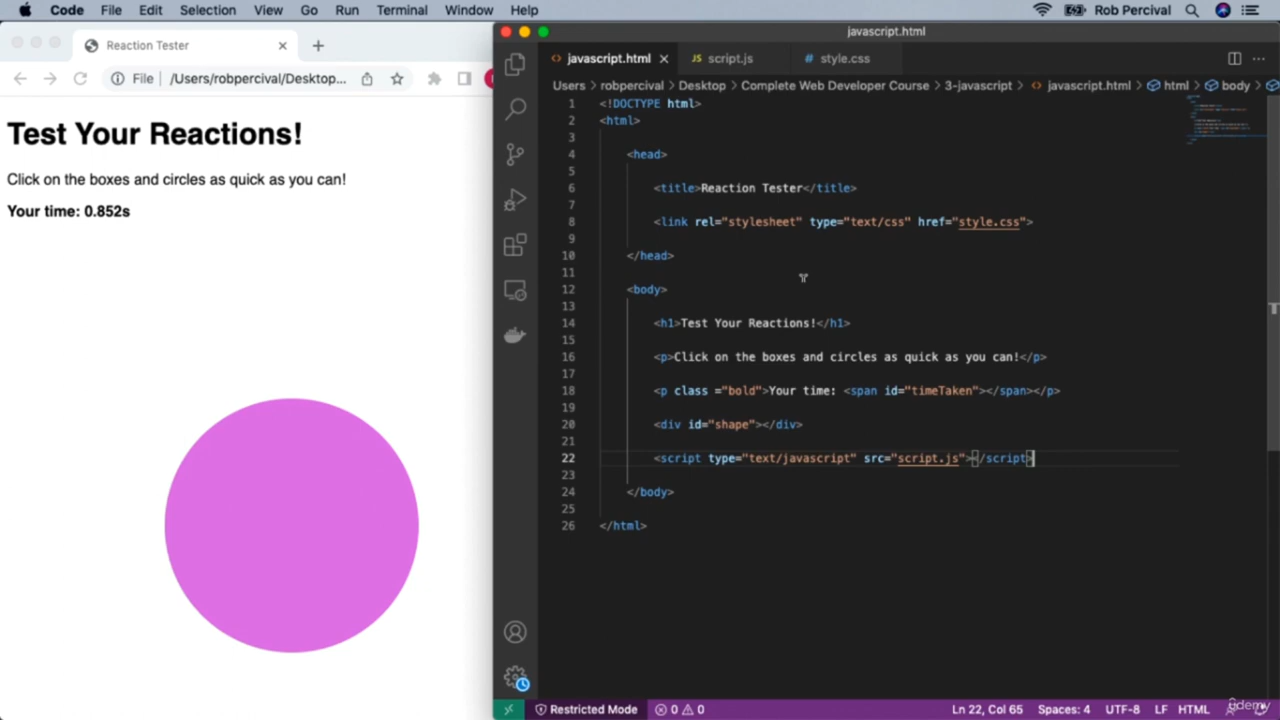 Code File Edit Selection View Go Run Terminal Window Help Rob Percival
Reaction Tester
File /Users/robpercival/Desktop...
Test Your Reactions!
Click on the boxes and circles as quick as you can!
Your time: 0.852s
javascript.html
javascript.html JS script.js # style.css
Users > robpercival > Desktop > Complete Web Developer Course > 3-javascript > javascript.html > html > body >
1 <!DOCTYPE html>
2 <html>
3
4 <head>
5
6 <title>Reaction Tester</title>
7
8 <link rel="stylesheet" type="text/css" href="style.css">
9
10 </head>
11
12 <body>
13
14 <h1>Test Your Reactions!</h1>
15
16 <p>Click on the boxes and circles as quick as you can!</p>
17
18 <p class ="bold">Your time: <span id="timeTaken"></span></p>
19
20 <div id="shape"></div>
21
22 <script type="text/javascript" src="script.js"></script>
23
24 </body>
25
26 </html>
Restricted Mode 0 0 Ln 22, Col 65 Spaces: 4 UTF-8 LF HTML
udemy